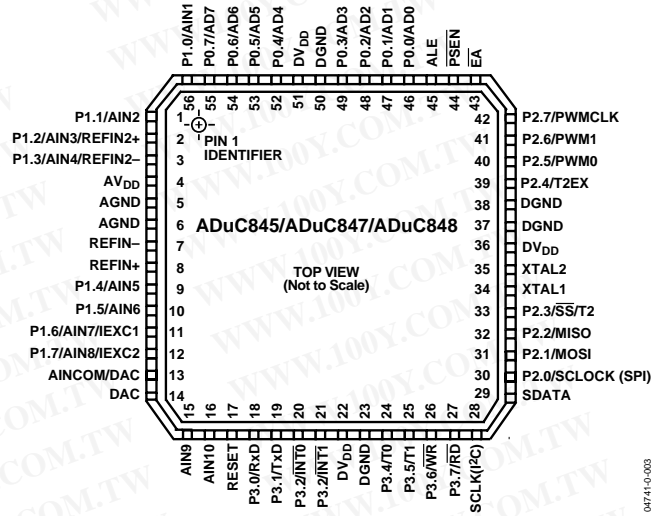 P1.0/AIN1
P0.7/AD7
P0.6/AD6
P0.5/AD5
P0.4/AD4
DVDD
DGND
P0.3/AD3
P0.2/AD2
P0.1/AD1
P0.0/AD0
ALE
PSEN
EA
56 55 54 53 52 51 50 49 48 47 46 45 44 43
P1.1/AIN2 1
P1.2/AIN3/REFIN2+ 2
P1.3/AIN4/REFIN2– 3
AVDD 4
AGND 5
AGND 6
REFIN– 7
REFIN+ 8
P1.4/AIN5 9
P1.5/AIN6 10
P1.6/AIN7/IEXC1 11
P1.7/AIN8/IEXC2 12
AINCOM/DAC 13
DAC 14
PIN 1
IDENTIFIER
ADuC845/ADuC847/ADuC848
TOP VIEW
(Not to Scale)
42 P2.7/PWMCLK
41 P2.6/PWM1
40 P2.5/PWM0
39 P2.4/T2EX
38 DGND
37 DGND
36 DVDD
35 XTAL2
34 XTAL1
33 P2.3/SS/T2
32 P2.2/MISO
31 P2.1/MOSI
30 P2.0/SCLOCK (SPI)
29 SDATA
15 16 17 18 19 20 21 22 23 24 25 26 27 28
AIN9
AIN10
RESET
P3.0/RxD
P3.1/TxD
P3.2/INT0
P3.2/INT1
DVDD
DGND
P3.4/T0
P3.5/T1
P3.6/WR
P3.7/RD
SCLK(I²C)
04741-0-003
WWW.100Y.COM.TW